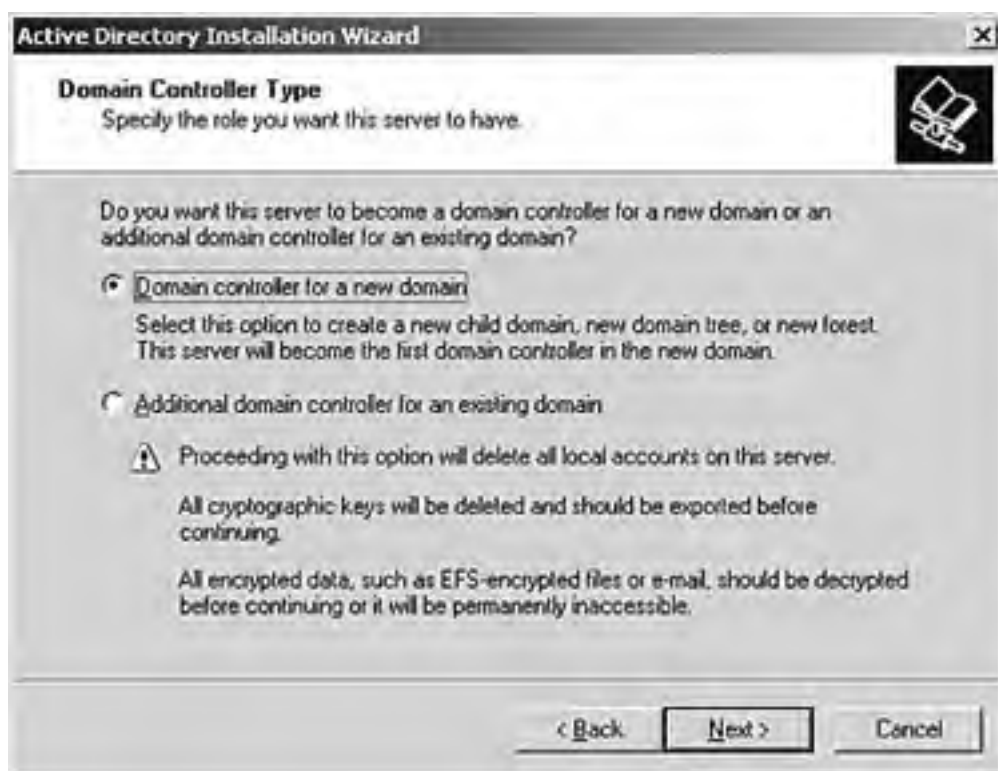 Active Directory Installation Wizard
Domain Controller Type
Specify the role you want this server to have.
Do you want this server to become a domain controller for a new domain or an
additional domain controller for an existing domain?
Domain controller for a new domain
Select this option to create a new child domain, new domain tree, or new forest.
This server will become the first domain controller in the new domain.
Additional domain controller for an existing domain
Proceeding with this option will delete all local accounts on this server.
All cryptographic keys will be deleted and should be exported before
continuing.
All encrypted data, such as EFS-encrypted files or e-mail, should be decrypted
before continuing or it will be permanently inaccessible.
< Back Next > Cancel